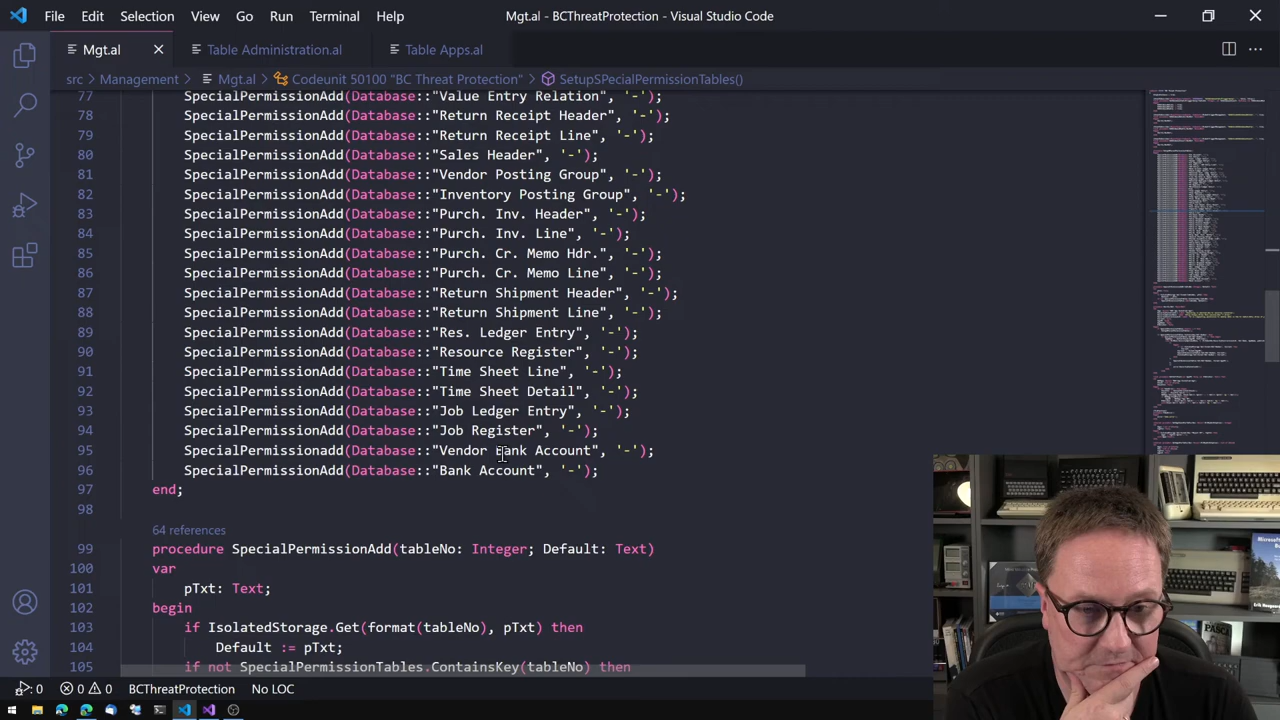 File Edit Selection View Go Run Terminal Help Mgt.al - BCThreatProtection - Visual Studio Code
Mgt.al Table Administration.al Table Apps.al
src > Management > Mgt.al > Codeunit 50100 "BC Threat Protection" > SetupSPecialPermissionTables()
77 SpecialPermissionAdd(Database::"Value Entry Relation", '-');
78 SpecialPermissionAdd(Database::"Return Receipt Header", '-');
79 SpecialPermissionAdd(Database::"Return Receipt Line", '-');
80 SpecialPermissionAdd(Database::"Sales Header", '-');
81 SpecialPermissionAdd(Database::"Vendor Posting Group", '-');
82 SpecialPermissionAdd(Database::"Inventory Posting Group", '-');
83 SpecialPermissionAdd(Database::"Purch. Inv. Header", '-');
84 SpecialPermissionAdd(Database::"Purch. Inv. Line", '-');
85 SpecialPermissionAdd(Database::"Purch. Cr. Memo Hdr.", '-');
86 SpecialPermissionAdd(Database::"Purch. Cr. Memo Line", '-');
87 SpecialPermissionAdd(Database::"Return Shipment Header", '-');
88 SpecialPermissionAdd(Database::"Return Shipment Line", '-');
89 SpecialPermissionAdd(Database::"Res. Ledger Entry", '-');
90 SpecialPermissionAdd(Database::"Resource Register", '-');
91 SpecialPermissionAdd(Database::"Time Sheet Line", '-');
92 SpecialPermissionAdd(Database::"Time Sheet Detail", '-');
93 SpecialPermissionAdd(Database::"Job Ledger Entry", '-');
94 SpecialPermissionAdd(Database::"Job Register", '-');
95 SpecialPermissionAdd(Database::"Vendor Bank Account", '-');
96 SpecialPermissionAdd(Database::"Bank Account", '-');
97 end;
98
64 references
99 procedure SpecialPermissionAdd(tableNo: Integer; Default: Text)
100 var
101 pTxt: Text;
102 begin
103 if IsolatedStorage.Get(format(tableNo), pTxt) then
104 Default := pTxt;
105 if not SpecialPermissionTables.ContainsKey(tableNo) then
: 0 0 0 BCThreatProtection No LOC